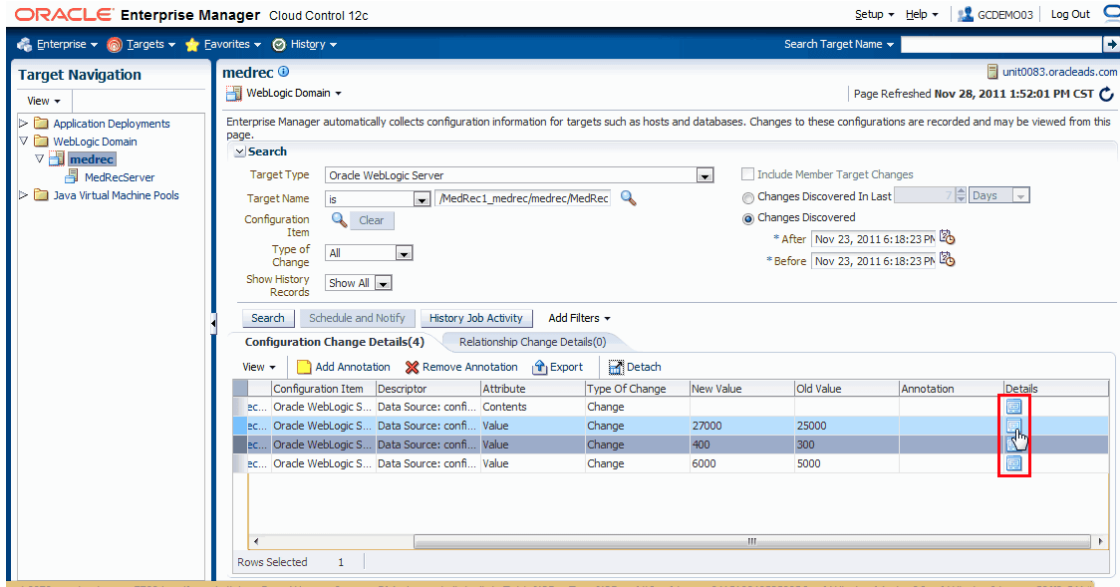 ORACLE Enterprise Manager Cloud Control 12c
Setup Help GCDEMO03 Log Out
Enterprise Targets Favorites History Search Target Name
Target Navigation
View
Application Deployments
WebLogic Domain
medrec
MedRecServer
Java Virtual Machine Pools
medrec
unit0083.oracleads.com
WebLogic Domain
Page Refreshed Nov 28, 2011 1:52:01 PM CST
Enterprise Manager automatically collects configuration information for targets such as hosts and databases. Changes to these configurations are recorded and may be viewed from this
page.
Search
Target Type Oracle WebLogic Server
Target Name is /MedRec1_medrec/medrec/MedRec
Configuration Item Clear
Type of Change All
Show History Records Show All
Include Member Target Changes
Changes Discovered In Last 7 Days
Changes Discovered
* After Nov 23, 2011 6:18:23 PM
* Before Nov 23, 2011 6:18:23 PM
Search Schedule and Notify History Job Activity Add Filters
Configuration Change Details(4) Relationship Change Details(0)
View Add Annotation Remove Annotation Export Detach
Configuration Item Descriptor Attribute Type Of Change New Value Old Value Annotation Details
ec... Oracle WebLogic S... Data Source: confi... Contents Change
ec... Oracle WebLogic S... Data Source: confi... Value Change 27000 25000
ec... Oracle WebLogic S... Data Source: confi... Value Change 400 300
ec... Oracle WebLogic S... Data Source: confi... Value Change 6000 5000
Rows Selected 1